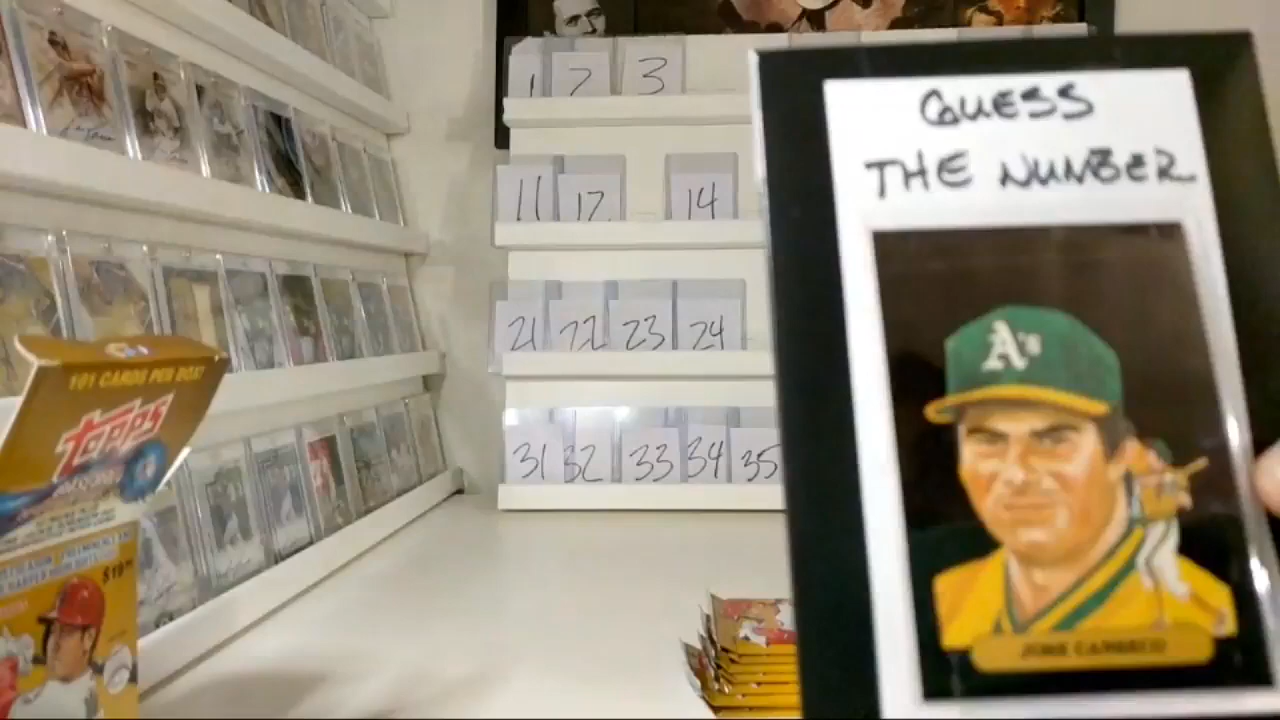 1 2 3
GUESS
THE NUNBER
11 12 14
A's
21 22 23 24
101 CARDS PER BOX!
TOPPS
31 32 33 34 35
$19
JOSE CANSECO